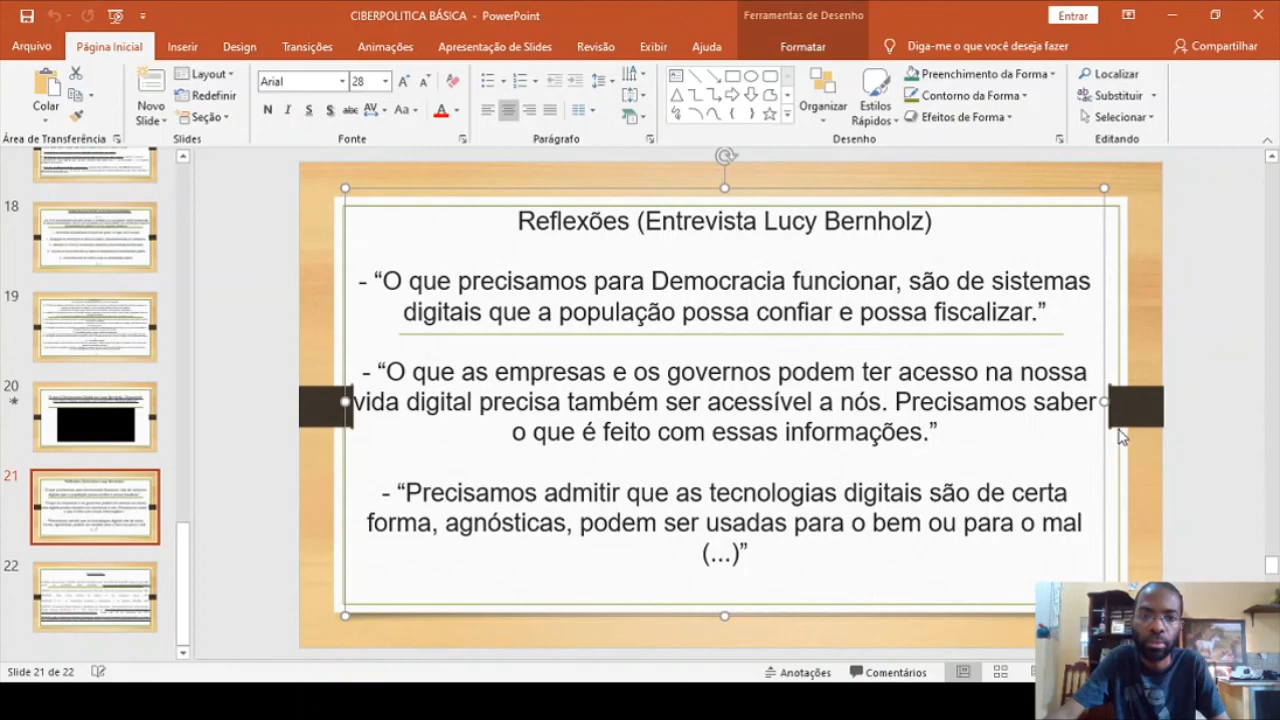 CIBERPOLITICA BÁSICA - PowerPoint
Ferramentas de Desenho
Entrar
Arquivo
Página Inicial
Inserir
Design
Transições
Animações
Apresentação de Slides
Revisão
Exibir
Ajuda
Formatar
Diga-me o que você deseja fazer
Compartilhar
Colar
Novo
Slide
Layout
Redefinir
Seção
Arial
28
N I S S abc AV Aa A
Organizar
Estilos
Rápidos
Preenchimento da Forma
Contorno da Forma
Efeitos de Forma
Localizar
Substituir
Selecionar
Área de Transferência
Slides
Fonte
Parágrafo
Desenho
Editando
18
19
20
21
22
Reflexões (Entrevista Lucy Bernholz)
- “O que precisamos para Democracia funcionar, são de sistemas
digitais que a população possa confiar e possa fiscalizar.”
- “O que as empresas e os governos podem ter acesso na nossa
vida digital precisa também ser acessível a nós. Precisamos saber
o que é feito com essas informações.”
- “Precisamos admitir que as tecnologias digitais são de certa
forma, agnósticas, podem ser usadas para o bem ou para o mal
(...)”
Slide 21 de 22
Anotações
Comentários